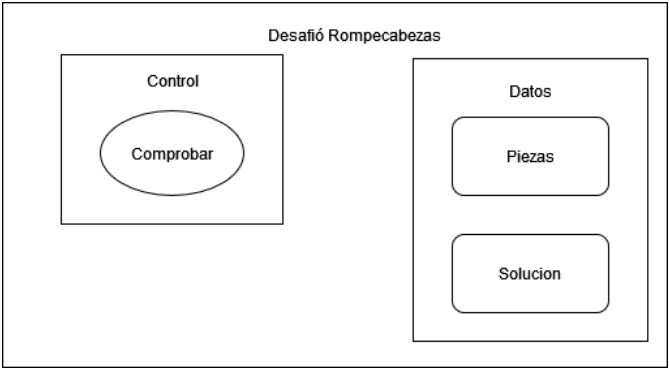 Desafió Rompecabezas
Control
Comprobar
Datos
Piezas
Solucion